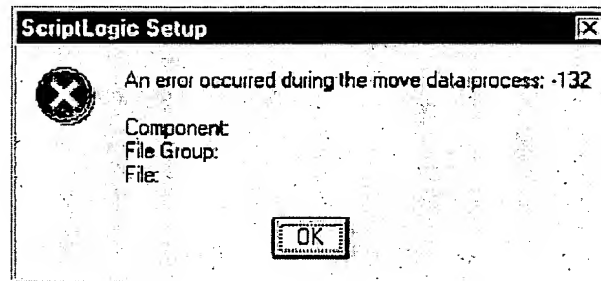 ScriptLogic Setup
An error occurred during the move data process: -132
Component:
File Group:
File:
OK